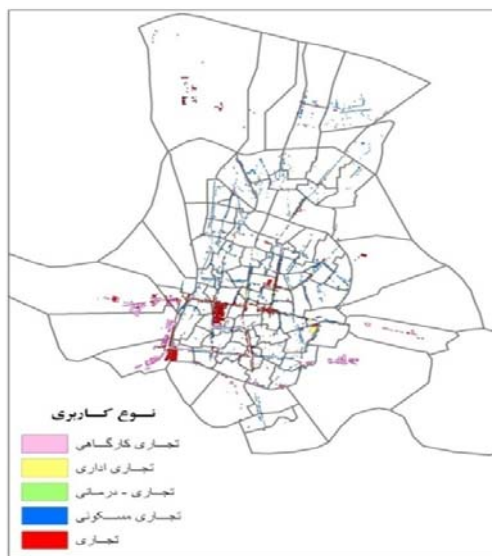 نوع کاربری
تجاری کارگاهی
تجاری اداری
تجاری - درمانی
تجاری مسکونی
تجاری